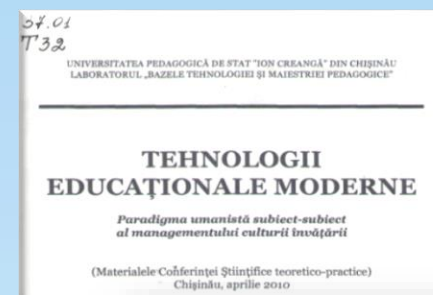 37.01
T32
UNIVERSITATEA PEDAGOGICĂ DE STAT "ION CREANGĂ" DIN CHIŞINĂU
LABORATORUL „BAZELE TEHNOLOGIEI ŞI MAIESTRIEI PEDAGOGICE"
TEHNOLOGII
EDUCAŢIONALE MODERNE
Paradigma umanistă subiect-subiect
al managementului culturii învăţării
(Materialele Conferinţei Ştiinţifice teoretico-practice)
Chişinău, aprilie 2010